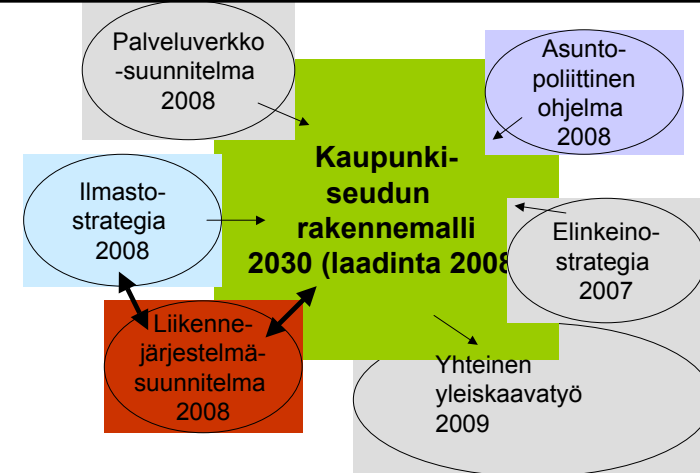 Palveluverkko
-suunnitelma
2008
Asunto-
poliittinen
ohjelma
2008
Kaupunki-
seudun
rakennemalli
2030 (laadinta 2008
Ilmasto-
strategia
2008
Elinkeino-
strategia
2007
Liikenne-
järjestelmä-
suunnitelma
2008
Yhteinen
yleiskaavatyö
2009